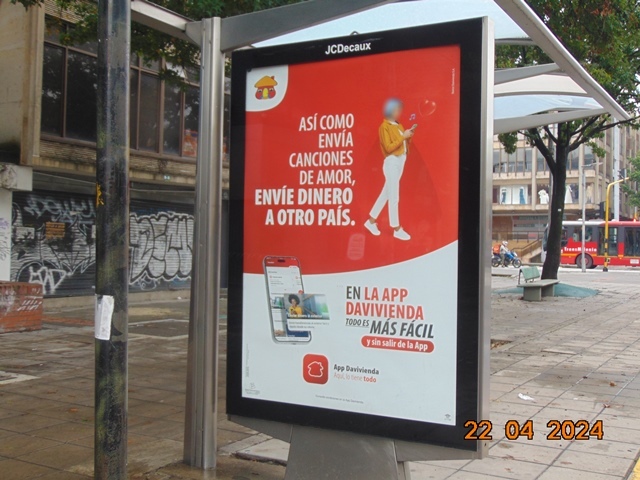 JCDecaux
ASÍ COMO
ENVÍA
CANCIONES
DE AMOR,
ENVÍE DINERO
A OTRO PAÍS.
EN LA APP
DAVIVIENDA
TODO ES MÁS FÁCIL
y sin salir de la App
App Davivienda
Aquí, lo tiene todo
TransMilenio
22 04 2024